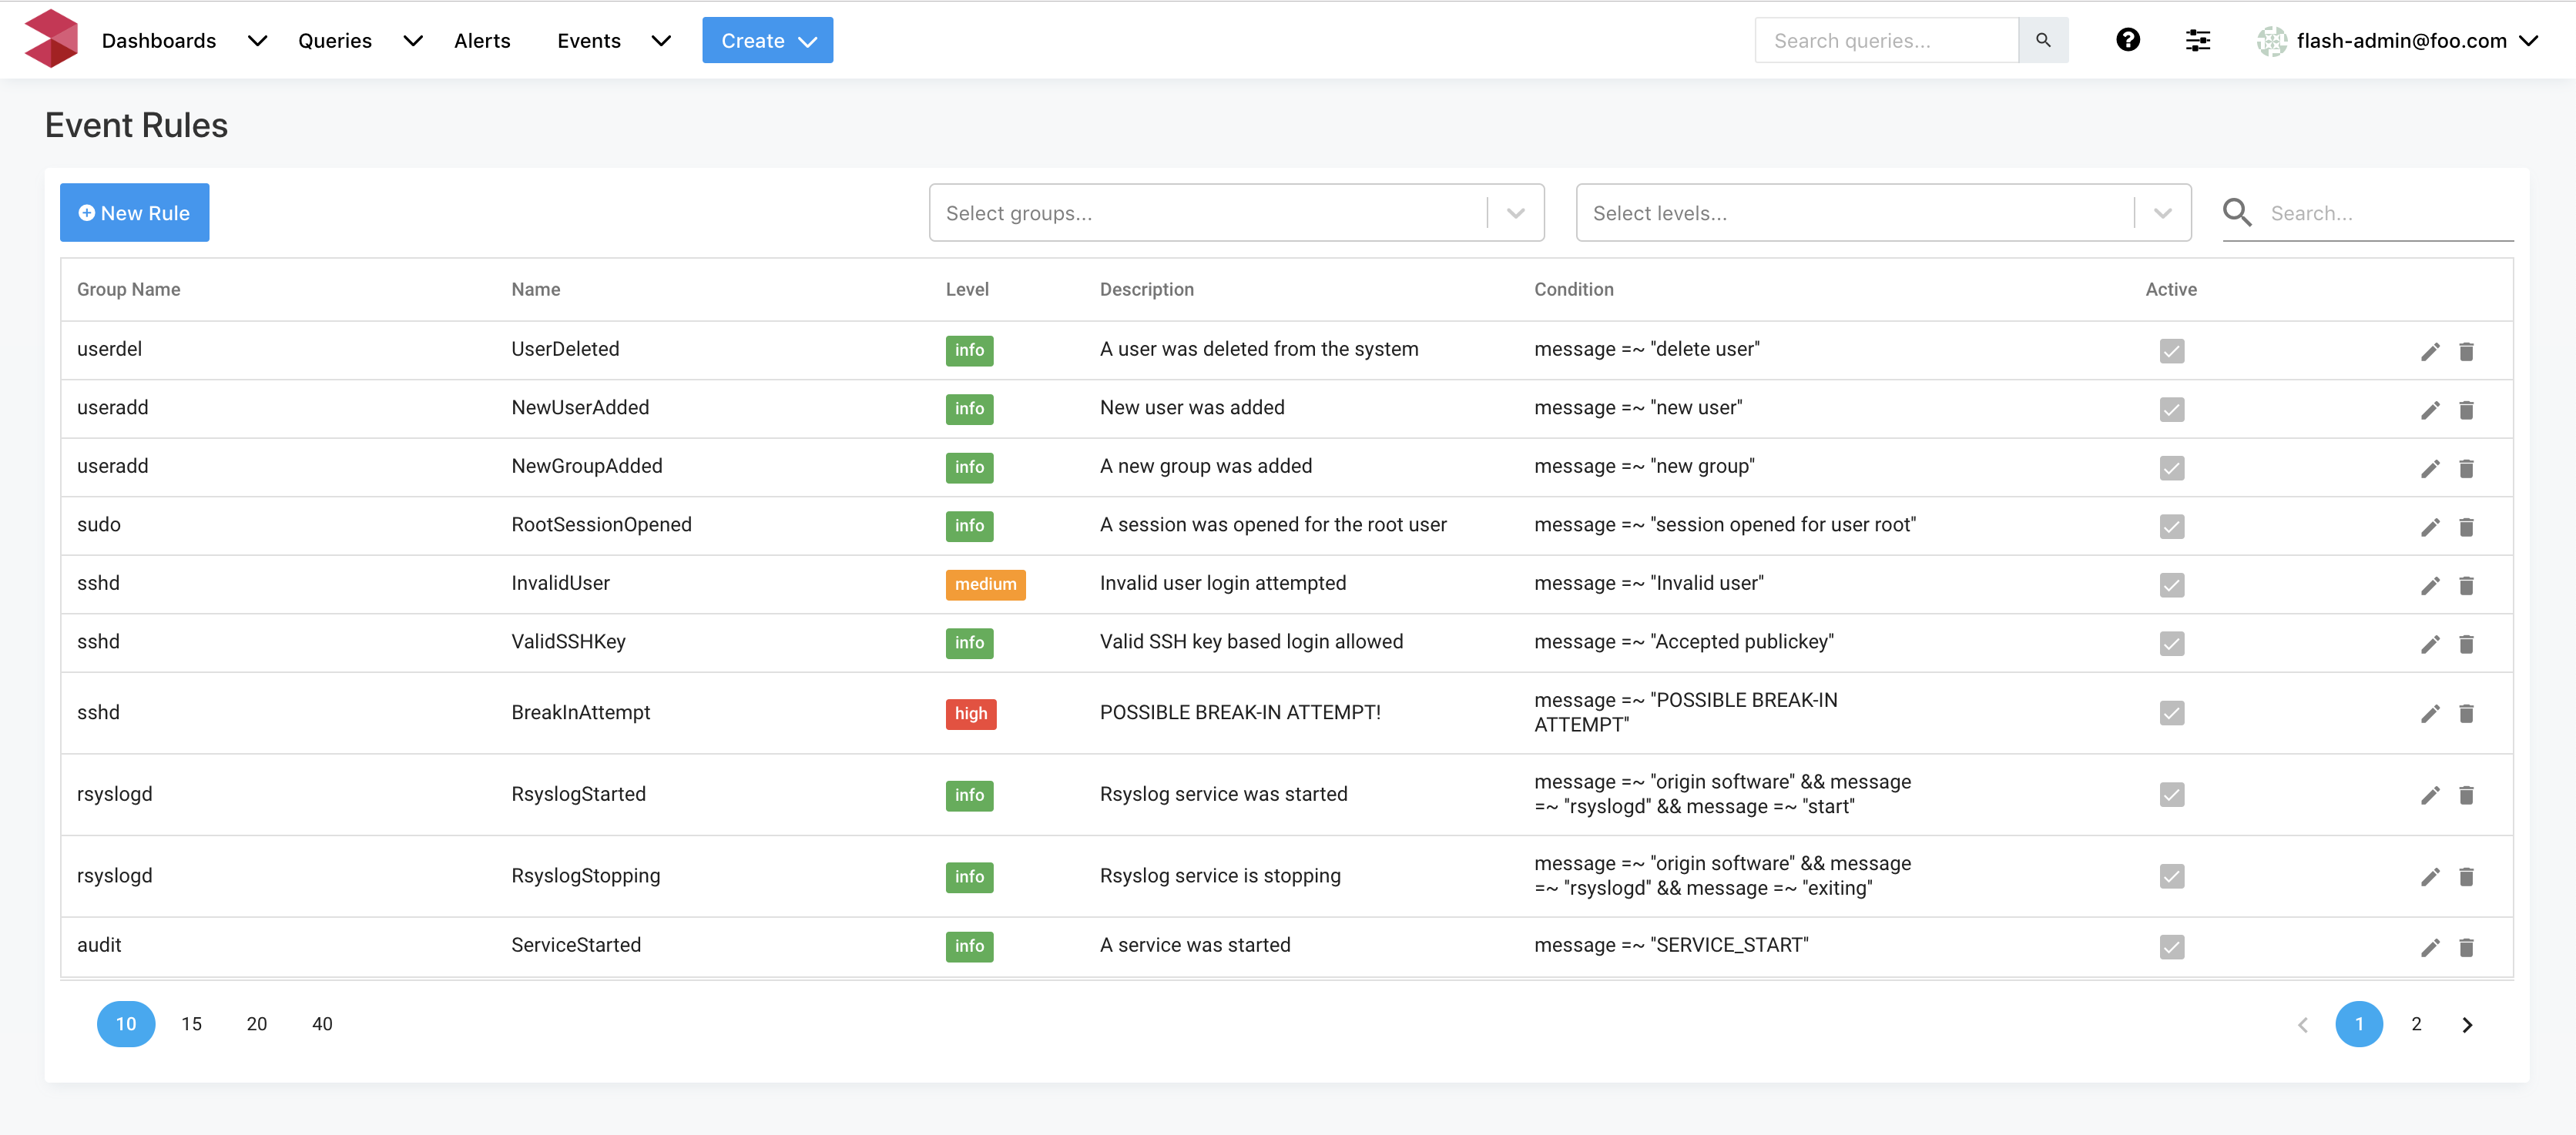 Dashboards Queries Alerts Events Create Search queries... flash-admin@foo.com
Event Rules
New Rule Select groups... Select levels... Search...
Group Name Name Level Description Condition Active
userdel UserDeleted info A user was deleted from the system message =~ "delete user"
useradd NewUserAdded info New user was added message =~ "new user"
useradd NewGroupAdded info A new group was added message =~ "new group"
sudo RootSessionOpened info A session was opened for the root user message =~ "session opened for user root"
sshd InvalidUser medium Invalid user login attempted message =~ "Invalid user"
sshd ValidSSHKey info Valid SSH key based login allowed message =~ "Accepted publickey"
sshd BreakInAttempt high POSSIBLE BREAK-IN ATTEMPT! message =~ "POSSIBLE BREAK-IN
ATTEMPT"
rsyslogd RsyslogStarted info Rsyslog service was started message =~ "origin software" && message
=~ "rsyslogd" && message =~ "start"
rsyslogd RsyslogStopping info Rsyslog service is stopping message =~ "origin software" && message
=~ "rsyslogd" && message =~ "exiting"
audit ServiceStarted info A service was started message =~ "SERVICE_START"
10 15 20 40 1 2